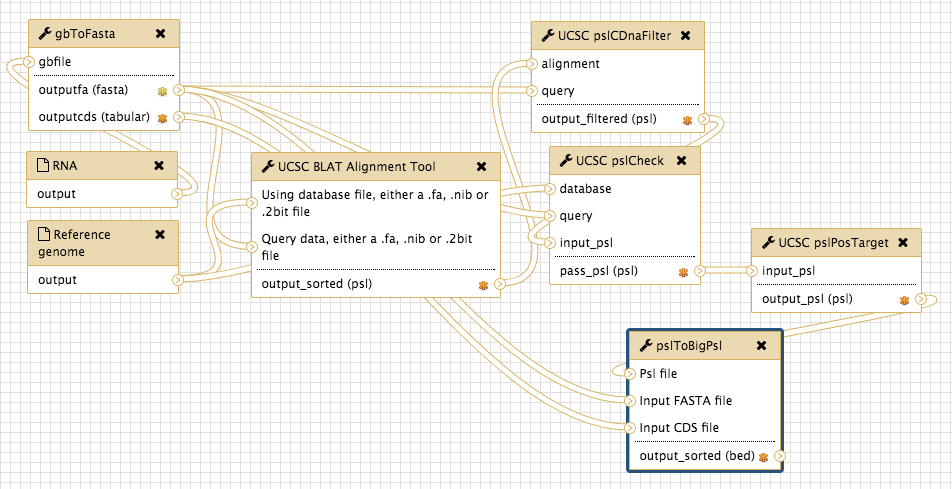 gbToFasta
gbfile
outputfa (fasta)
outputcds (tabular)
RNA
output
Reference
genome
output
UCSC BLAT Alignment Tool
Using database file, either a .fa, .nib or
.2bit file
Query data, either a .fa, .nib or .2bit
file
output_sorted (psl)
UCSC pslCDnaFilter
alignment
query
output_filtered (psl)
UCSC pslCheck
database
query
input_psl
pass_psl (psl)
UCSC pslPosTarget
input_psl
output_psl (psl)
pslToBigPsl
Psl file
Input FASTA file
Input CDS file
output_sorted (bed)